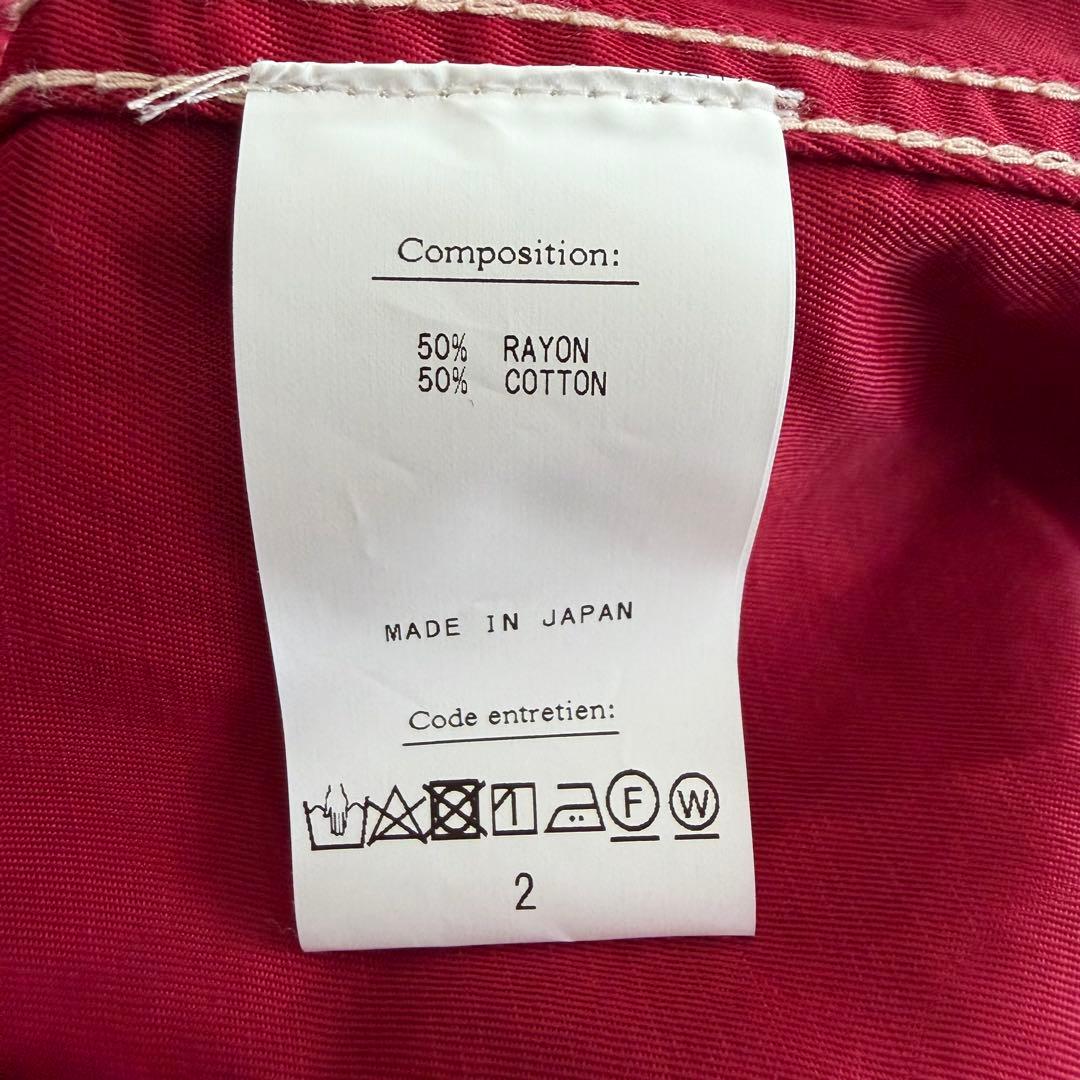 Composition:
50% RAYON
50% COTTON
MADE IN JAPAN
Code entretien:
F W
2